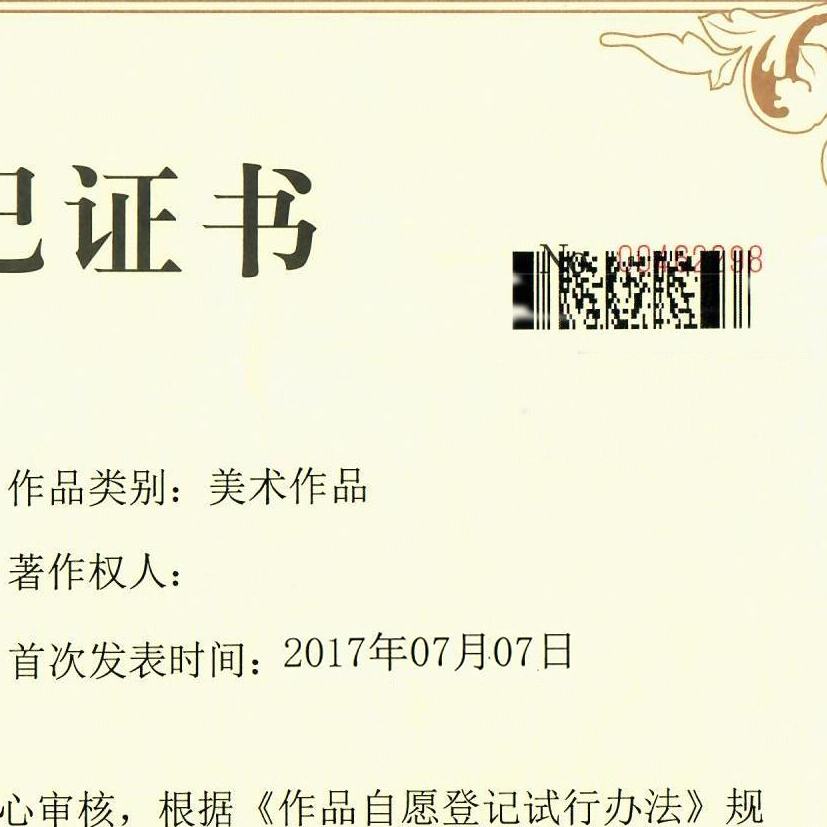 记证书
No. 00462298
作品类别：美术作品
著作权人：
首次发表时间：2017年07月07日
心审核，根据《作品自愿登记试行办法》规